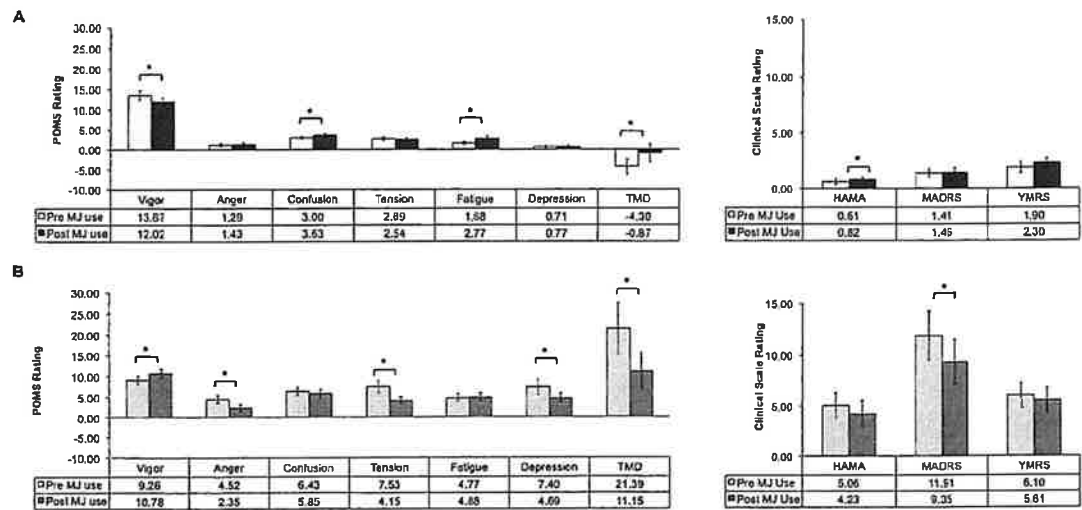 A
30.00
25.00
20.00
15.00
10.00
5.00
0.00
-5.00
-10.00
POMS Rating
* * * *
Vigor Anger Confusion Tension Fatigue Depression TMD
Pre MJ use 13.67 1.29 3.00 2.69 1.68 0.71 -4.30
Post MJ use 12.02 1.43 3.63 2.54 2.77 0.77 -0.87
15.00
10.00
5.00
0.00
Clinical Scale Rating
*
HAMA MADRS YMRS
Pre MJ Use 0.61 1.41 1.90
Post MJ Use 0.82 1.45 2.30
B
30.00
25.00
20.00
15.00
10.00
5.00
0.00
-5.00
-10.00
POMS Rating
* * * * *
Vigor Anger Confusion Tension Fatigue Depression TMD
Pre MJ Use 9.26 4.52 6.43 7.53 4.77 7.40 21.39
Post MJ Use 10.78 2.35 5.85 4.15 4.88 4.69 11.15
15.00
10.00
5.00
0.00
Clinical Scale Rating
*
HAMA MADRS YMRS
Pre MJ Use 5.06 6.10
Post MJ Use 4.23 9.35 5.61